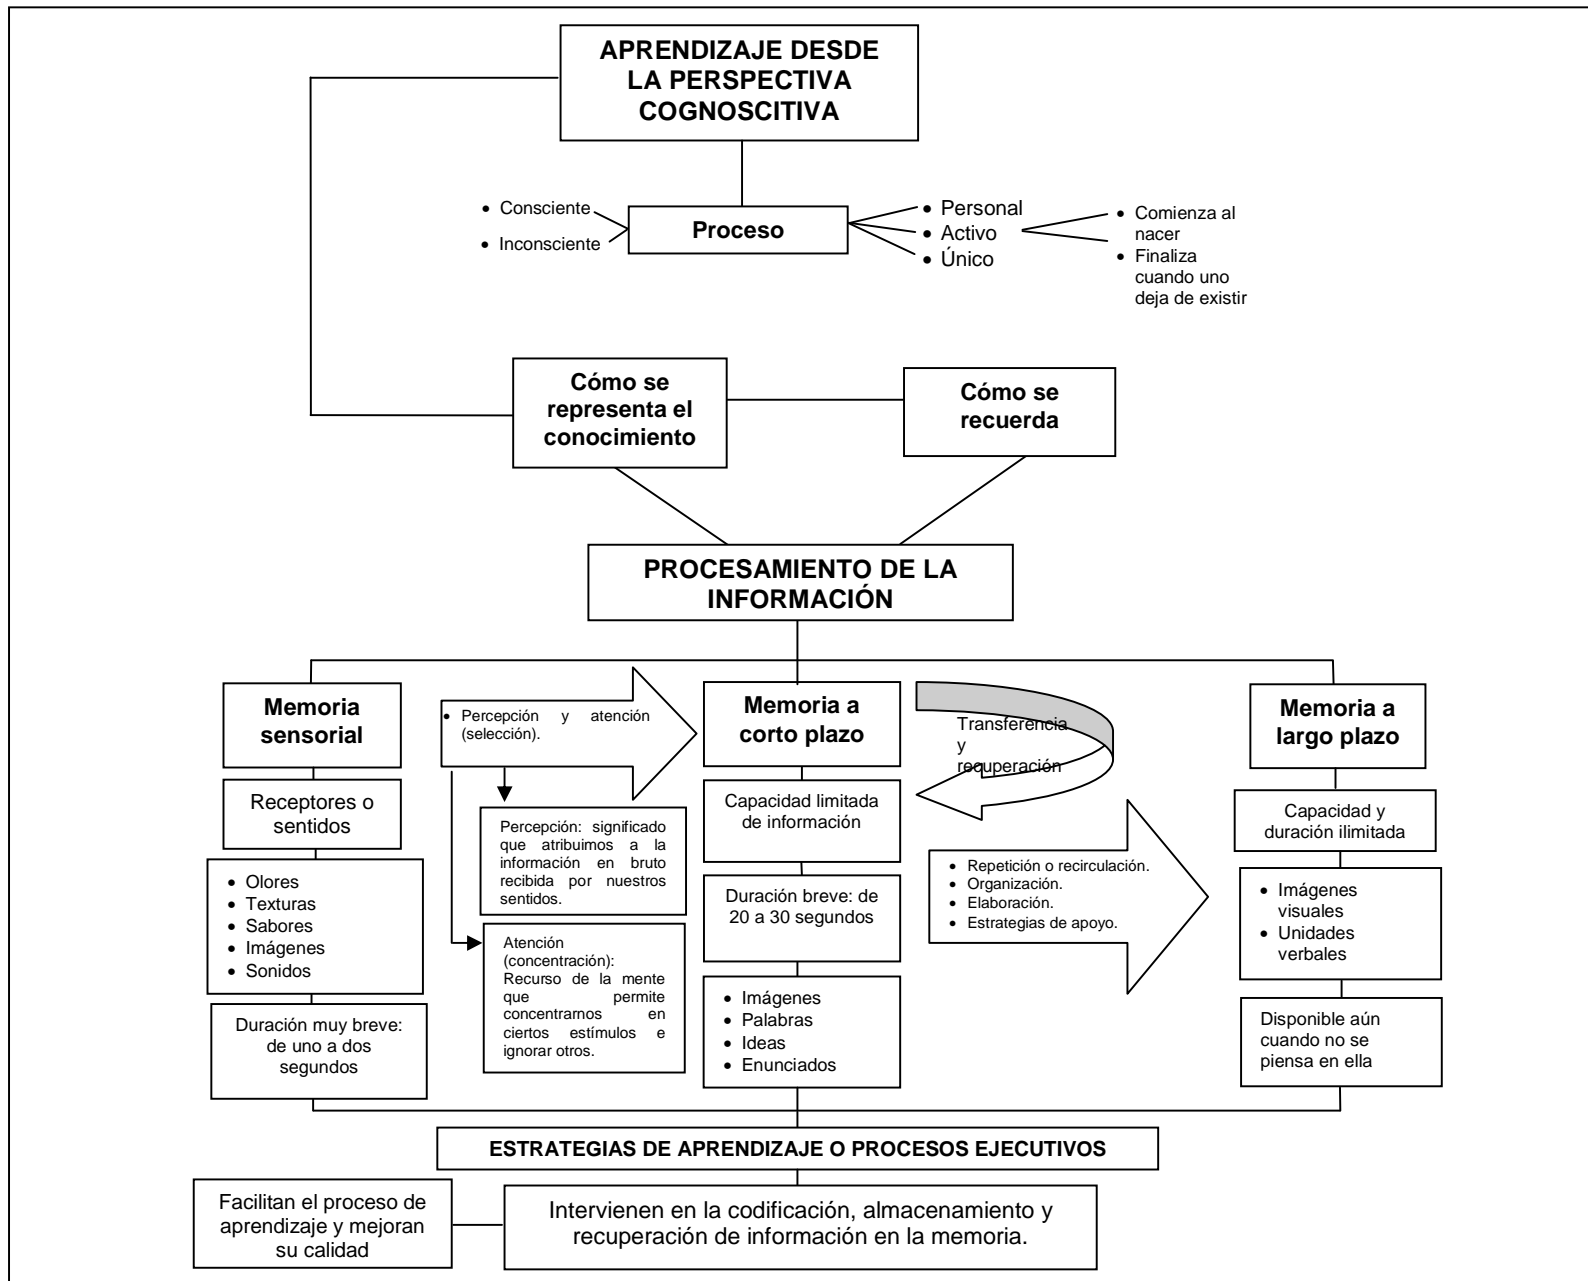 APRENDIZAJE DESDE
LA PERSPECTIVA
COGNOSCITIVA
• Consciente
• Inconsciente
Proceso
• Personal
• Activo
• Único
• Comienza al
nacer
• Finaliza
cuando uno
deja de existir
Cómo se
representa el
conocimiento
Cómo se
recuerda
PROCESAMIENTO DE LA
INFORMACIÓN
Memoria
sensorial
Receptores o
sentidos
• Olores
• Texturas
• Sabores
• Imágenes
• Sonidos
Duración muy breve:
de uno a dos
segundos
• Percepción y atención
(selección).
Percepción: significado
que atribuimos a la
información en bruto
recibida por nuestros
sentidos.
Atención
(concentración):
Recurso de la mente
que permite
concentrarnos en
ciertos estímulos e
ignorar otros.
Memoria a
corto plazo
Capacidad limitada
de información
Duración breve: de
20 a 30 segundos
• Imágenes
• Palabras
• Ideas
• Enunciados
Transferencia
y
recuperación
• Repetición o recirculación.
• Organización.
• Elaboración.
• Estrategias de apoyo.
Memoria a
largo plazo
Capacidad y
duración ilimitada
• Imágenes
visuales
• Unidades
verbales
Disponible aún
cuando no se
piensa en ella
ESTRATEGIAS DE APRENDIZAJE O PROCESOS EJECUTIVOS
Facilitan el proceso de
aprendizaje y mejoran
su calidad
Intervienen en la codificación, almacenamiento y
recuperación de información en la memoria.